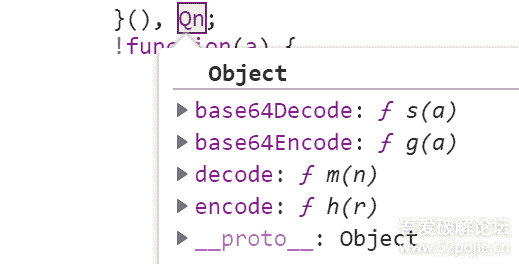 }(), Qn;
!function(a) {
Object
▶ base64Decode: ƒ s(a)
▶ base64Encode: ƒ g(a)
▶ decode: ƒ m(n)
▶ encode: ƒ h(r)
▶ __proto__: Object
吾爱破解论坛
www.52pojie.cn